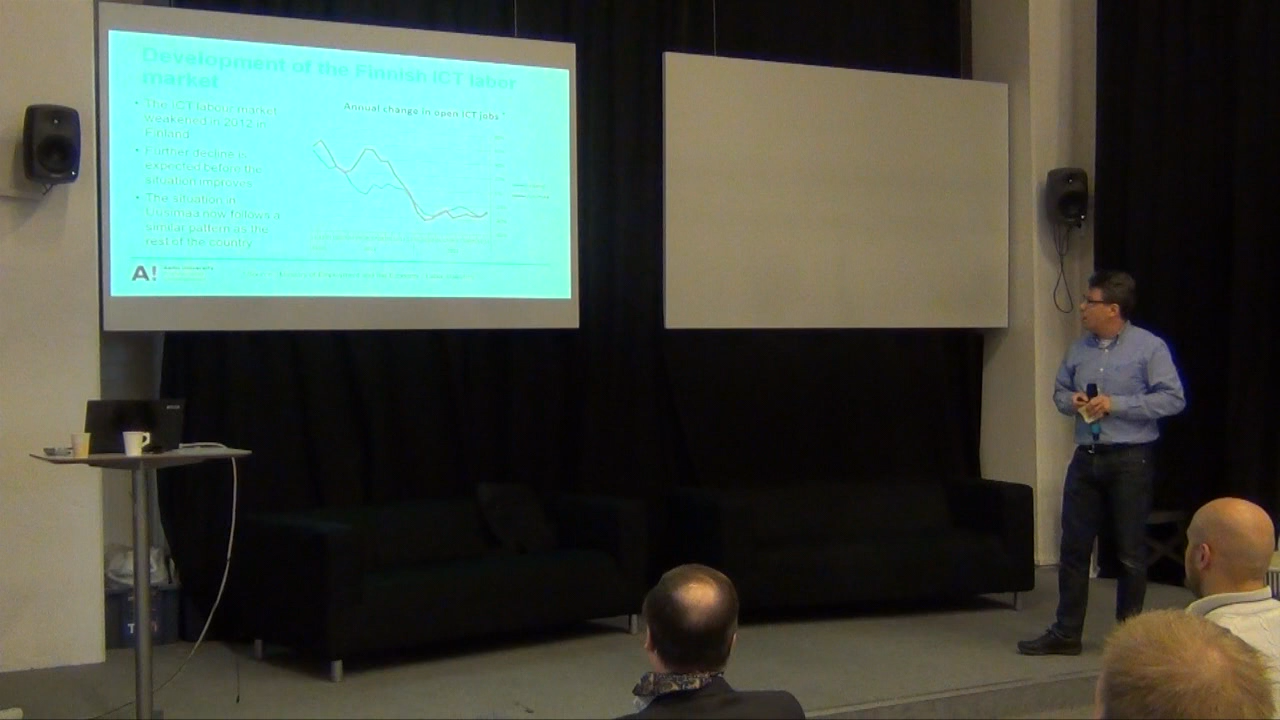 Development of the Finnish ICT labor
market
• The ICT labour market
weakened in 2012 in
Finland
• Further decline is
expected before the
situation improves
• The situation in
Uusimaa now follows a
similar pattern as the
rest of the country
Annual change in open ICT jobs
A!